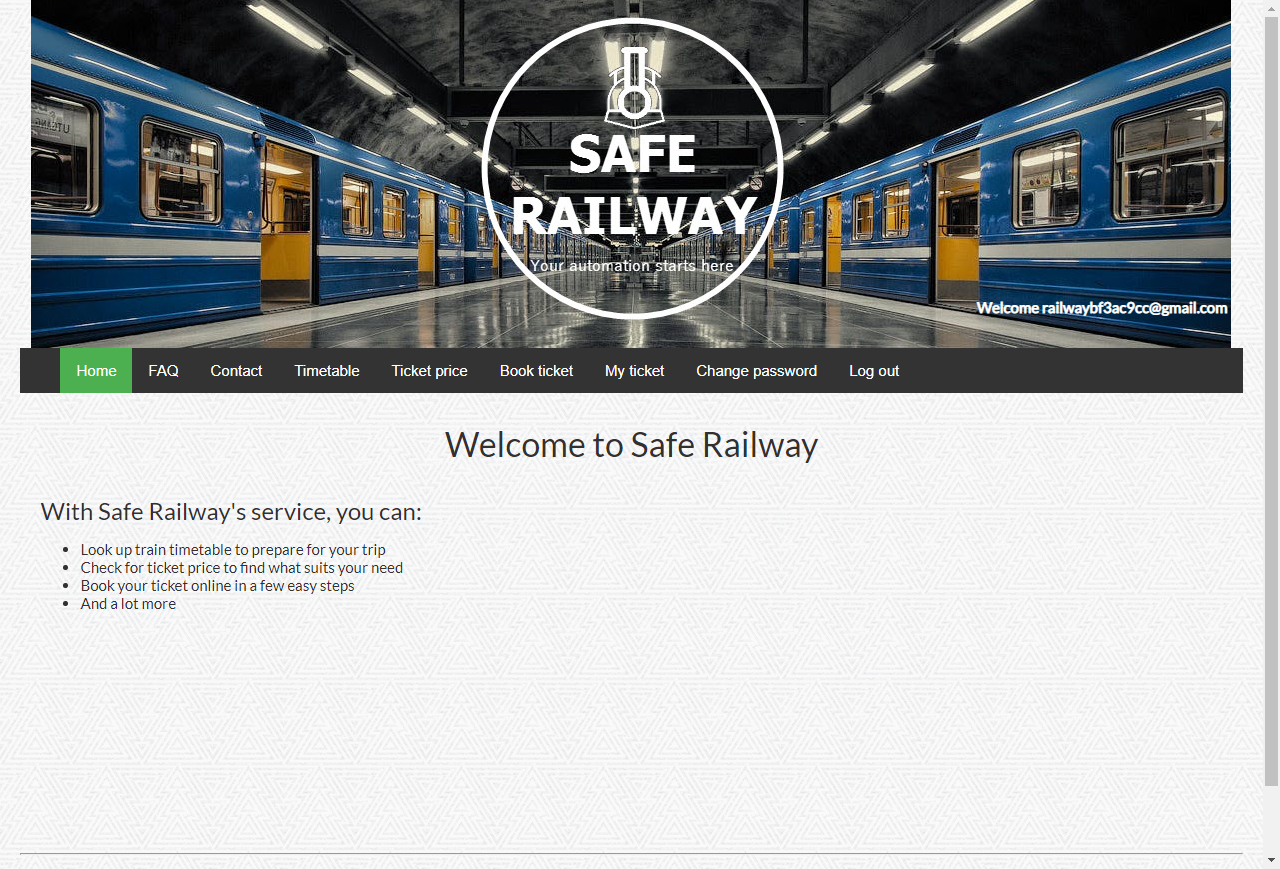 SAFE
RAILWAY
Your automation starts here
Welcome railwaybf3ac9cc@gmail.com
Home FAQ Contact Timetable Ticket price Book ticket My ticket Change password Log out
Welcome to Safe Railway
With Safe Railway's service, you can:
Look up train timetable to prepare for your trip
Check for ticket price to find what suits your need
Book your ticket online in a few easy steps
And a lot more